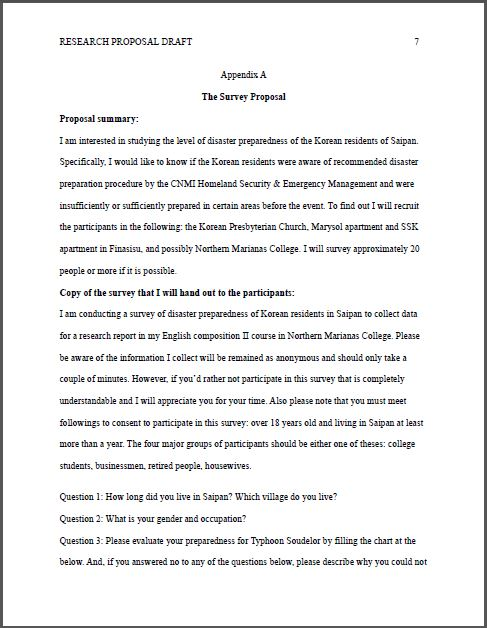 RESEARCH PROPOSAL DRAFT 7
Appendix A
The Survey Proposal
Proposal summary:
I am interested in studying the level of disaster preparedness of the Korean residents of Saipan.
Specifically, I would like to know if the Korean residents were aware of recommended disaster
preparation procedure by the CNMI Homeland Security & Emergency Management and were
insufficiently or sufficiently prepared in certain areas before the event. To find out I will recruit
the participants in the following: the Korean Presbyterian Church, Marysol apartment and SSK
apartment in Finasisu, and possibly Northern Marianas College. I will survey approximately 20
people or more if it is possible.
Copy of the survey that I will hand out to the participants:
I am conducting a survey of disaster preparedness of Korean residents in Saipan to collect data
for a research report in my English composition II course in Northern Marianas College. Please
be aware of the information I collect will be remained as anonymous and should only take a
couple of minutes. However, if you'd rather not participate in this survey that is completely
understandable and I will appreciate you for your time. Also please note that you must meet
followings to consent to participate in this survey: over 18 years old and living in Saipan at least
more than a year. The four major groups of participants should be either one of theses: college
students, businessmen, retired people, housewives.
Question 1: How long did you live in Saipan? Which village do you live?
Question 2: What is your gender and occupation?
Question 3: Please evaluate your preparedness for Typhoon Soudelor by filling the chart at the
below. And, if you answered no to any of the questions below, please describe why you could not